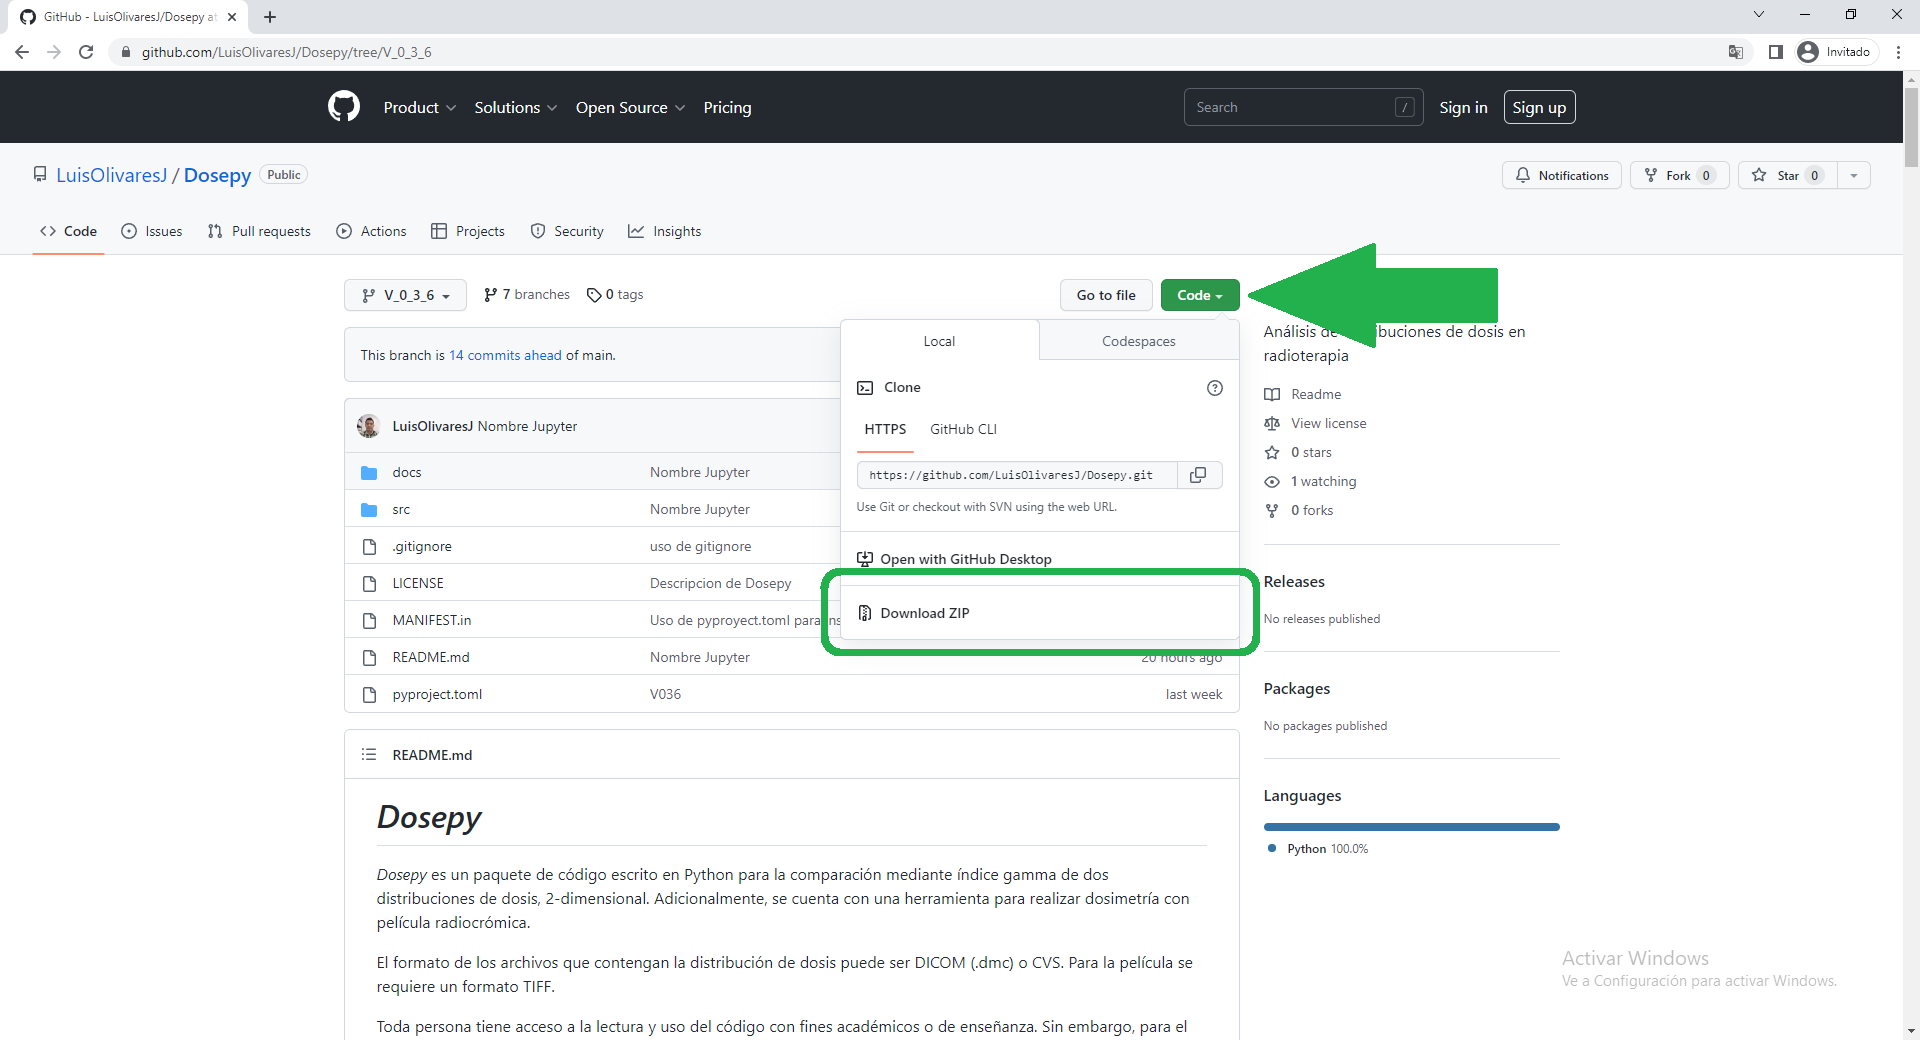 GitHub - LuisOlivaresJ/Dosepy at
github.com/LuisOlivaresJ/Dosepy/tree/V_0_3_6
Invitado
Product
Solutions
Open Source
Pricing
Search
/
Sign in
Sign up
LuisOlivaresJ / Dosepy
Public
Notifications
Fork 0
Star 0
Code
Issues
Pull requests
Actions
Projects
Security
Insights
V_0_3_6
7 branches
0 tags
Go to file
Code
This branch is 14 commits ahead of main.
Local
Codespaces
Clone
HTTPS
GitHub CLI
https://github.com/LuisOlivaresJ/Dosepy.git
Use Git or checkout with SVN using the web URL.
Open with GitHub Desktop
Download ZIP
LuisOlivaresJ Nombre Jupyter
docs
Nombre Jupyter
src
Nombre Jupyter
.gitignore
uso de gitignore
LICENSE
Descripcion de Dosepy
MANIFEST.in
Uso de pyproyect.toml para
README.md
Nombre Jupyter
20 hours ago
pyproject.toml
V036
last week
Análisis de distribuciones de dosis en
radioterapia
Readme
View license
0 stars
1 watching
0 forks
Releases
No releases published
Packages
No packages published
Languages
Python 100.0%
README.md
Dosepy
Dosepy es un paquete de código escrito en Python para la comparación mediante índice gamma de dos
distribuciones de dosis, 2-dimensional. Adicionalmente, se cuenta con una herramienta para realizar dosimetría con
película radiocrómica.
El formato de los archivos que contengan la distribución de dosis puede ser DICOM (.dmc) o CVS. Para la película se
requiere un formato TIFF.
Toda persona tiene acceso a la lectura y uso del código con fines académicos o de enseñanza. Sin embargo, para el
Activar Windows
Ve a Configuración para activar Windows.